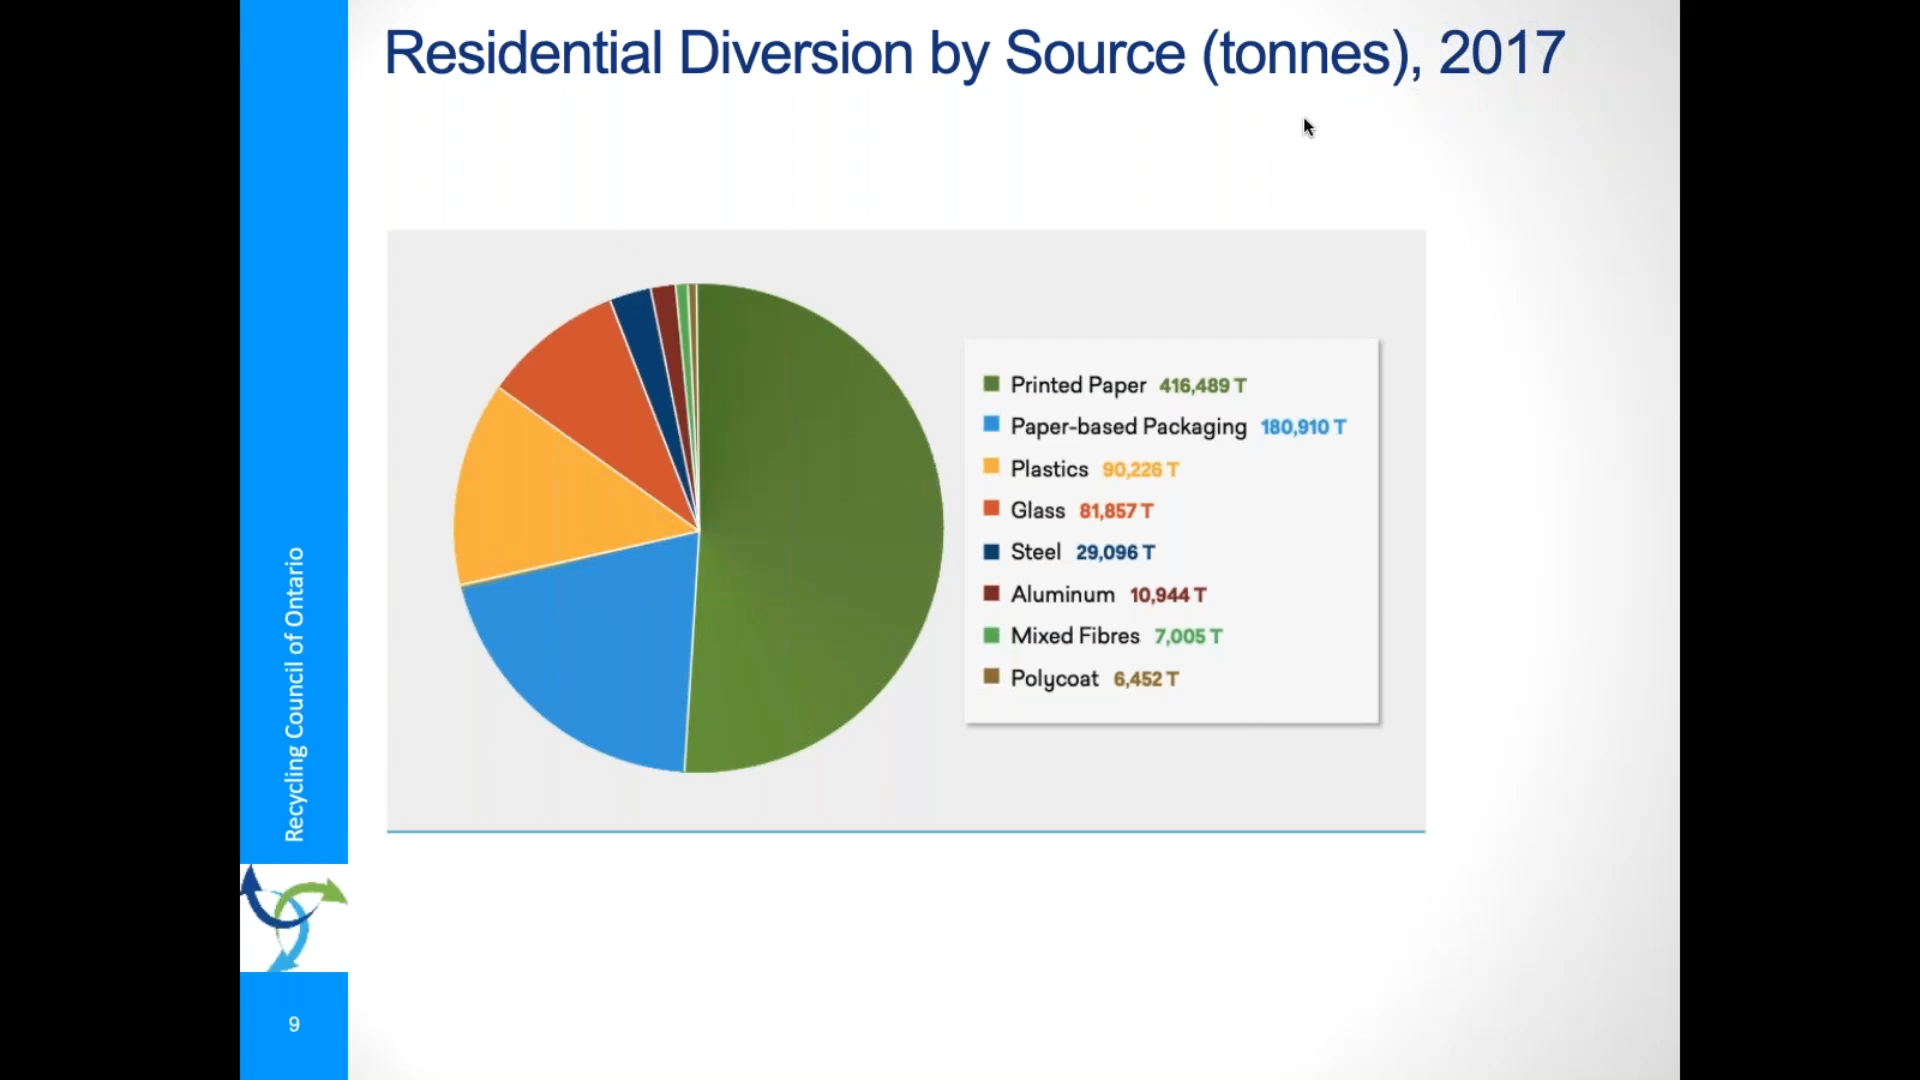 Residential Diversion by Source (tonnes), 2017
Printed Paper 416,489 T
Paper-based Packaging 180,910 T
Plastics 90,226 T
Glass 81,857 T
Steel 29,096 T
Aluminum 10,944 T
Mixed Fibres 7,005 T
Polycoat 6,452 T
Recycling Council of Ontario
9